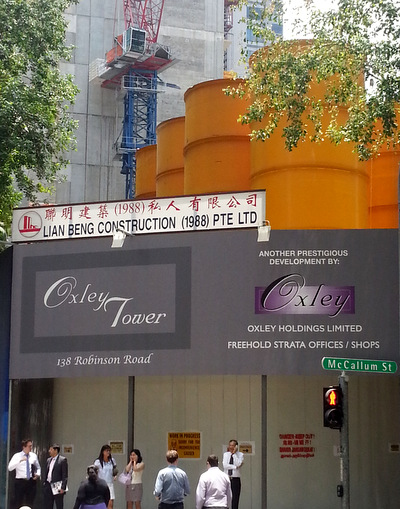 聯明建築(1988)私人有限公司
LIAN BENG CONSTRUCTION (1988) PTE LTD
ANOTHER PRESTIGIOUS
DEVELOPMENT BY:
Oxley
Tower
Oxley
OXLEY HOLDINGS LIMITED
FREEHOLD STRATA OFFICES / SHOPS
138 Robinson Road
McCallum St